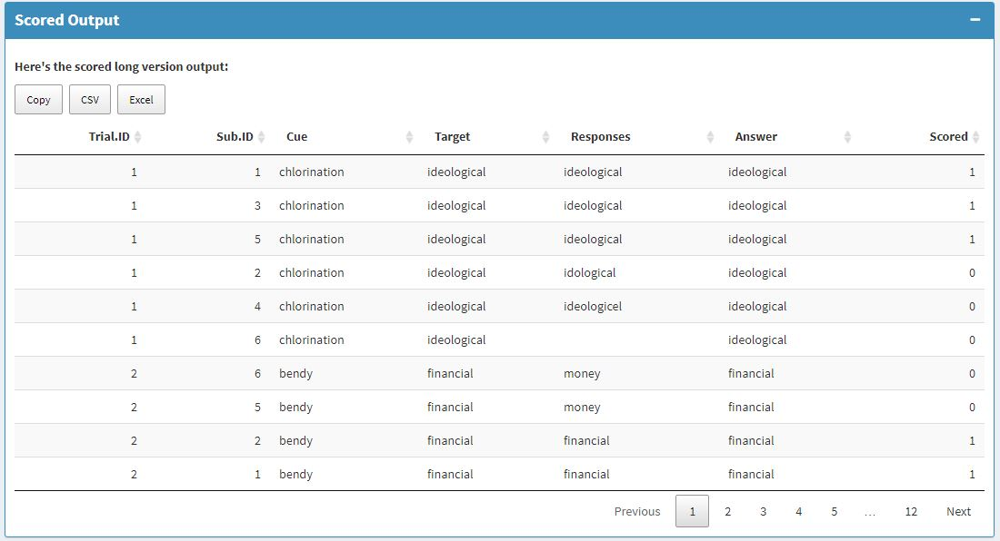 Scored Output
Here's the scored long version output:
Copy CSV Excel
Trial.ID Sub.ID Cue Target Responses Answer Scored
1 1 chlorination ideological ideological ideological 1
1 3 chlorination ideological ideological ideological 1
1 5 chlorination ideological ideological ideological 1
1 2 chlorination ideological idological ideological 0
1 4 chlorination ideological ideologicel ideological 0
1 6 chlorination ideological ideological 0
2 6 bendy financial money financial 0
2 5 bendy financial money financial 0
2 2 bendy financial financial financial 1
2 1 bendy financial financial financial 1
Previous 1 2 3 4 5 … 12 Next